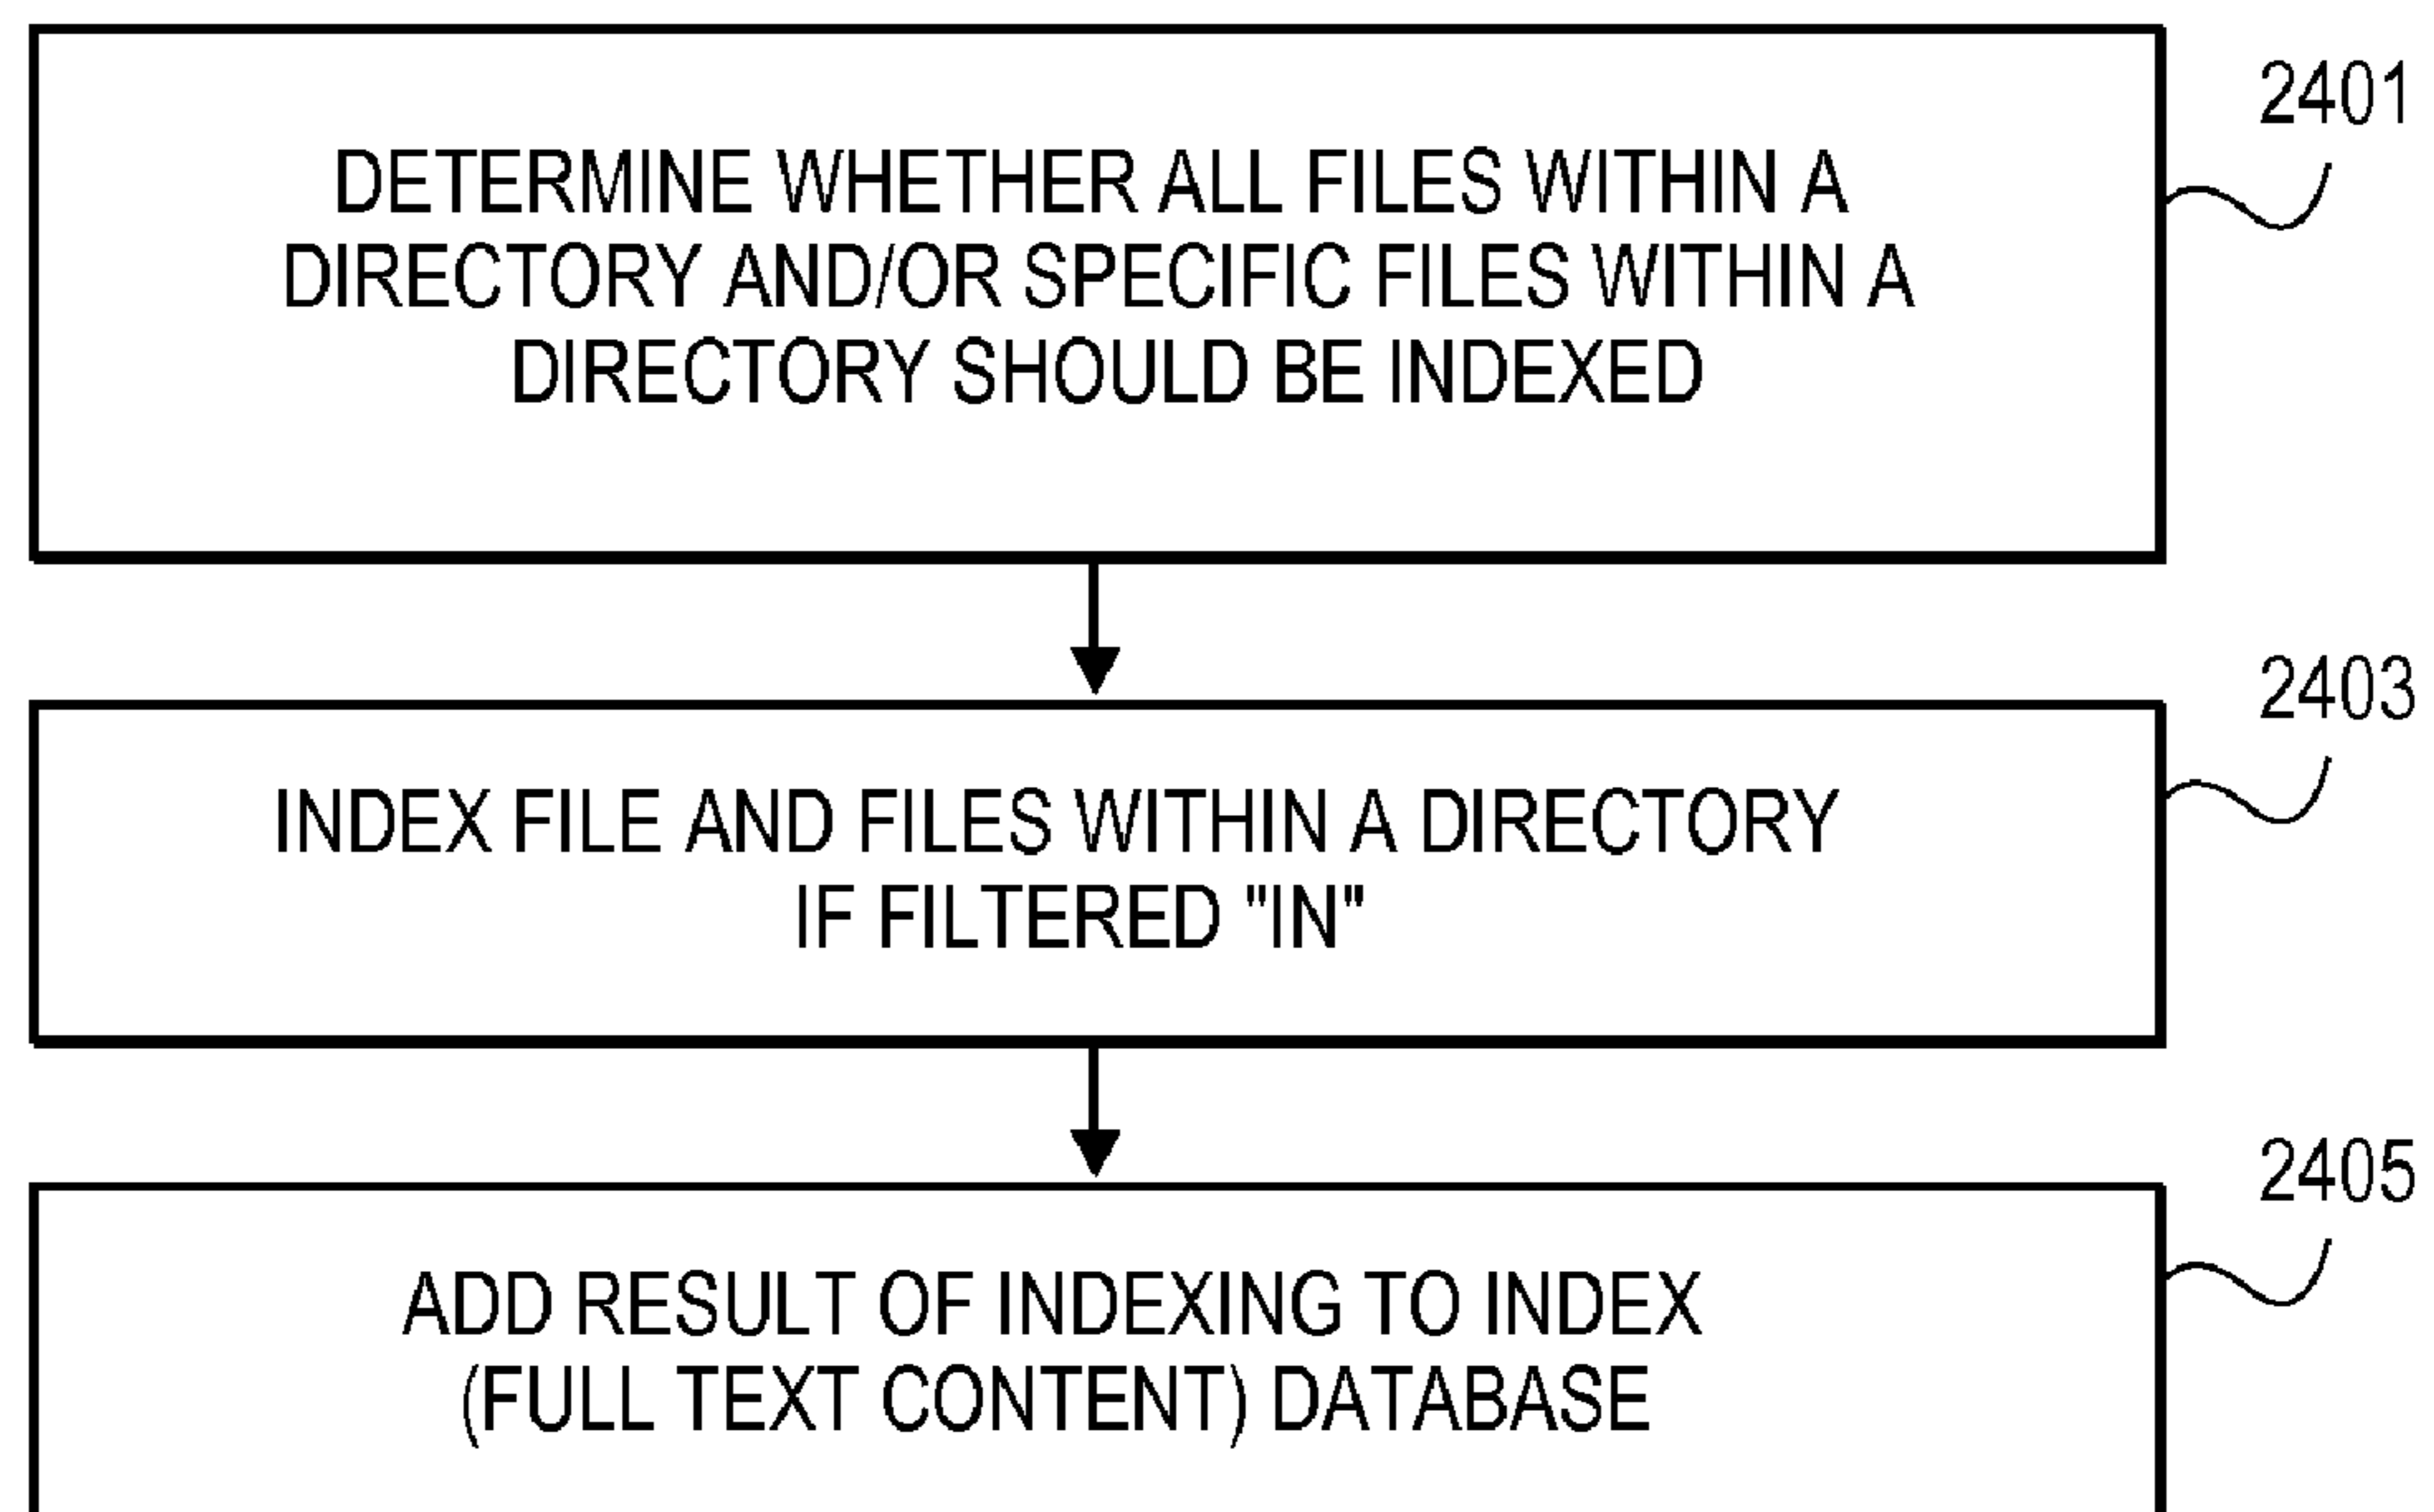 2401
DETERMINE WHETHER ALL FILES WITHIN A
DIRECTORY AND/OR SPECIFIC FILES WITHIN A
DIRECTORY SHOULD BE INDEXED
2403
INDEX FILE AND FILES WITHIN A DIRECTORY
IF FILTERED "IN"
2405
ADD RESULT OF INDEXING TO INDEX
(FULL TEXT CONTENT) DATABASE